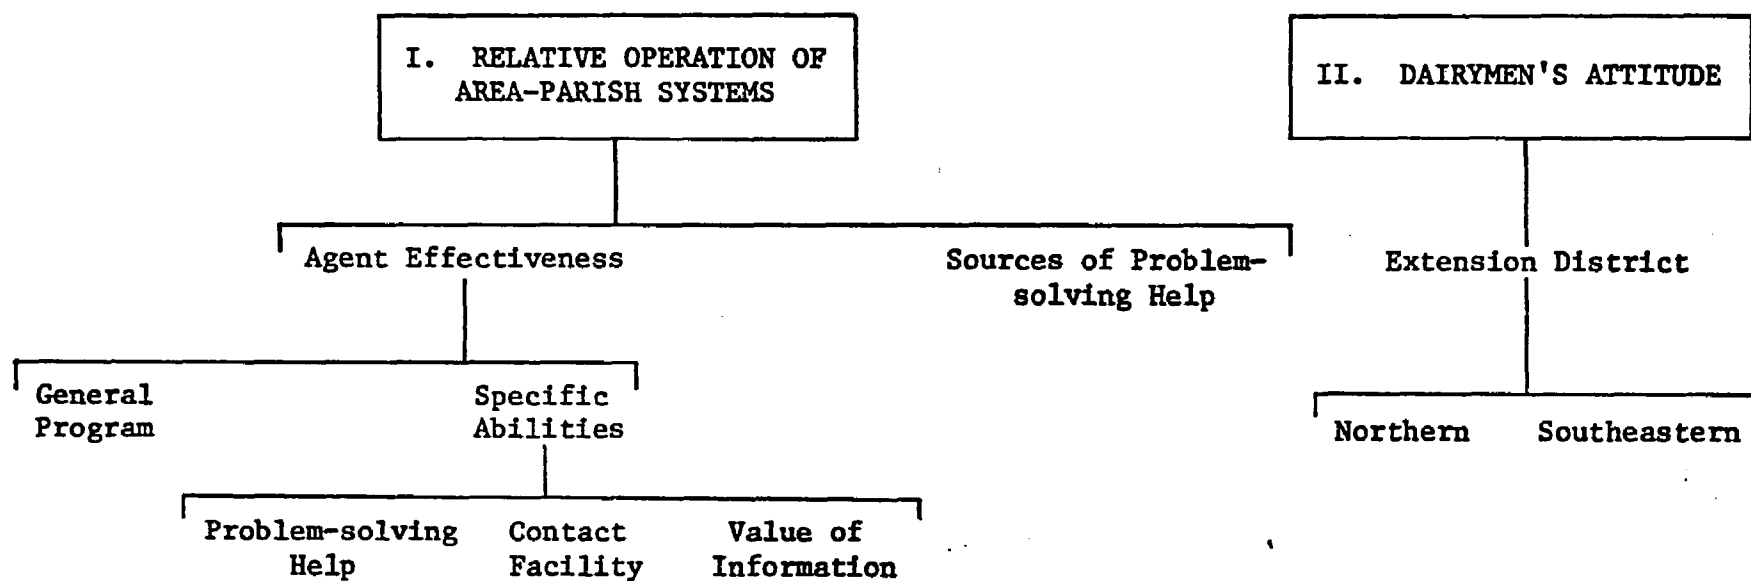 I. RELATIVE OPERATION OF
AREA-PARISH SYSTEMS
II. DAIRYMEN'S ATTITUDE
Agent Effectiveness
Sources of Problem-
solving Help
Extension District
General
Program
Specific
Abilities
Northern
Southeastern
Problem-solving
Help
Contact
Facility
Value of
Information